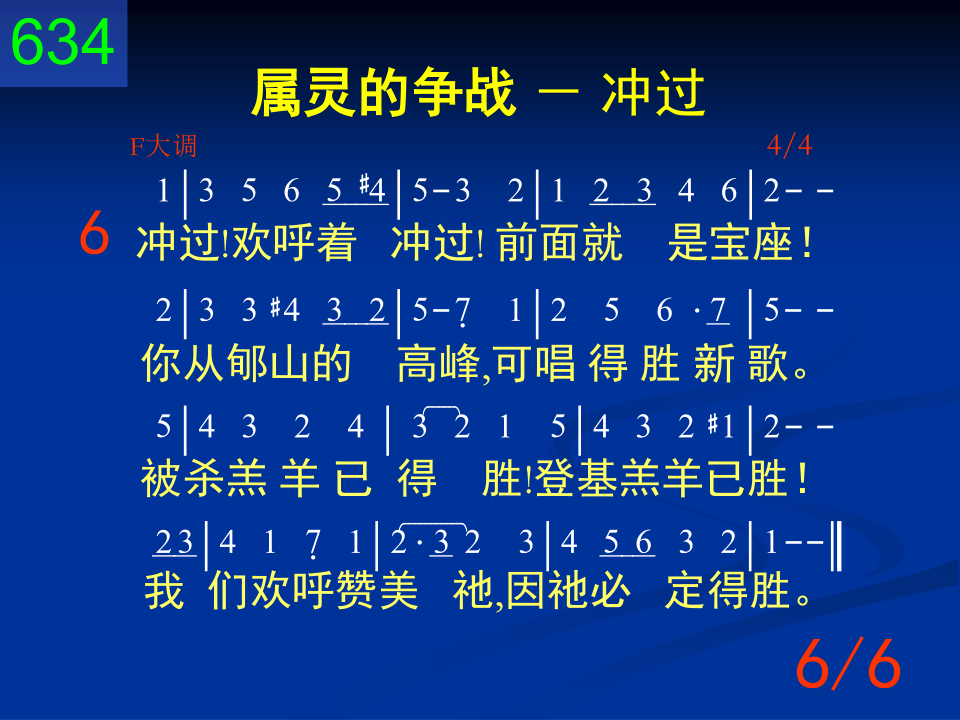 634
属灵的争战 － 冲过
F大调 4/4
1|3 5 6 5 #4|5-3 2|1 2 3 4 6|2- -
6 冲过!欢呼着 冲过! 前面就 是宝座!
2|3 3 #4 3 2|5-7̣ 1|2 5 6 ·7 |5- -
你从郇山的 高峰,可唱 得 胜 新 歌。
5|4 3 2 4 | 3 2 1 5|4 3 2 #1|2- -
被杀羔 羊 已 得 胜!登基羔羊已胜!
2 3|4 1 7̣ 1|2· 3 2 3|4 5 6 3 2|1--‖
我 们欢呼赞美 祂,因祂必 定得胜。
6/6